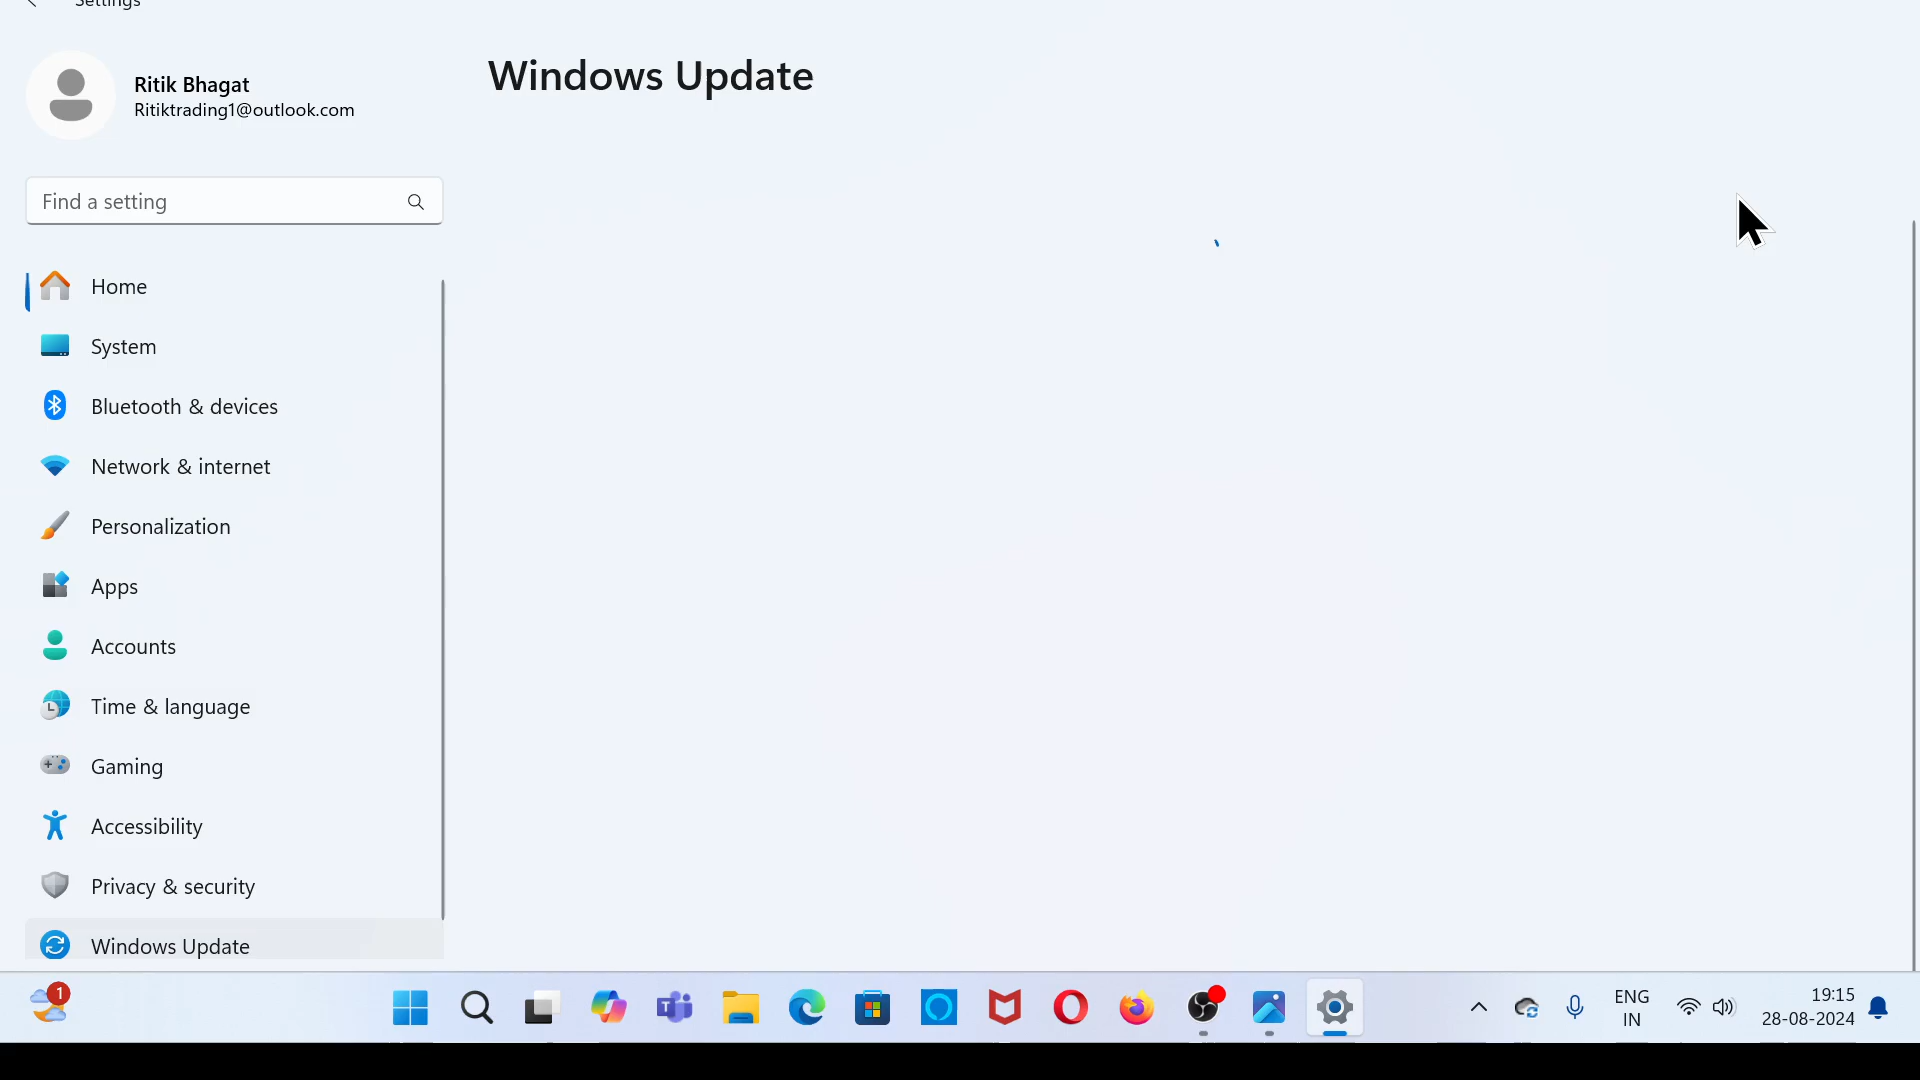 Settings
Ritik Bhagat
Ritiktrading1@outlook.com
Windows Update
Find a setting
Home
System
Bluetooth & devices
Network & internet
Personalization
Apps
Accounts
Time & language
Gaming
Accessibility
Privacy & security
Windows Update
1
ENG
IN
19:15
28-08-2024